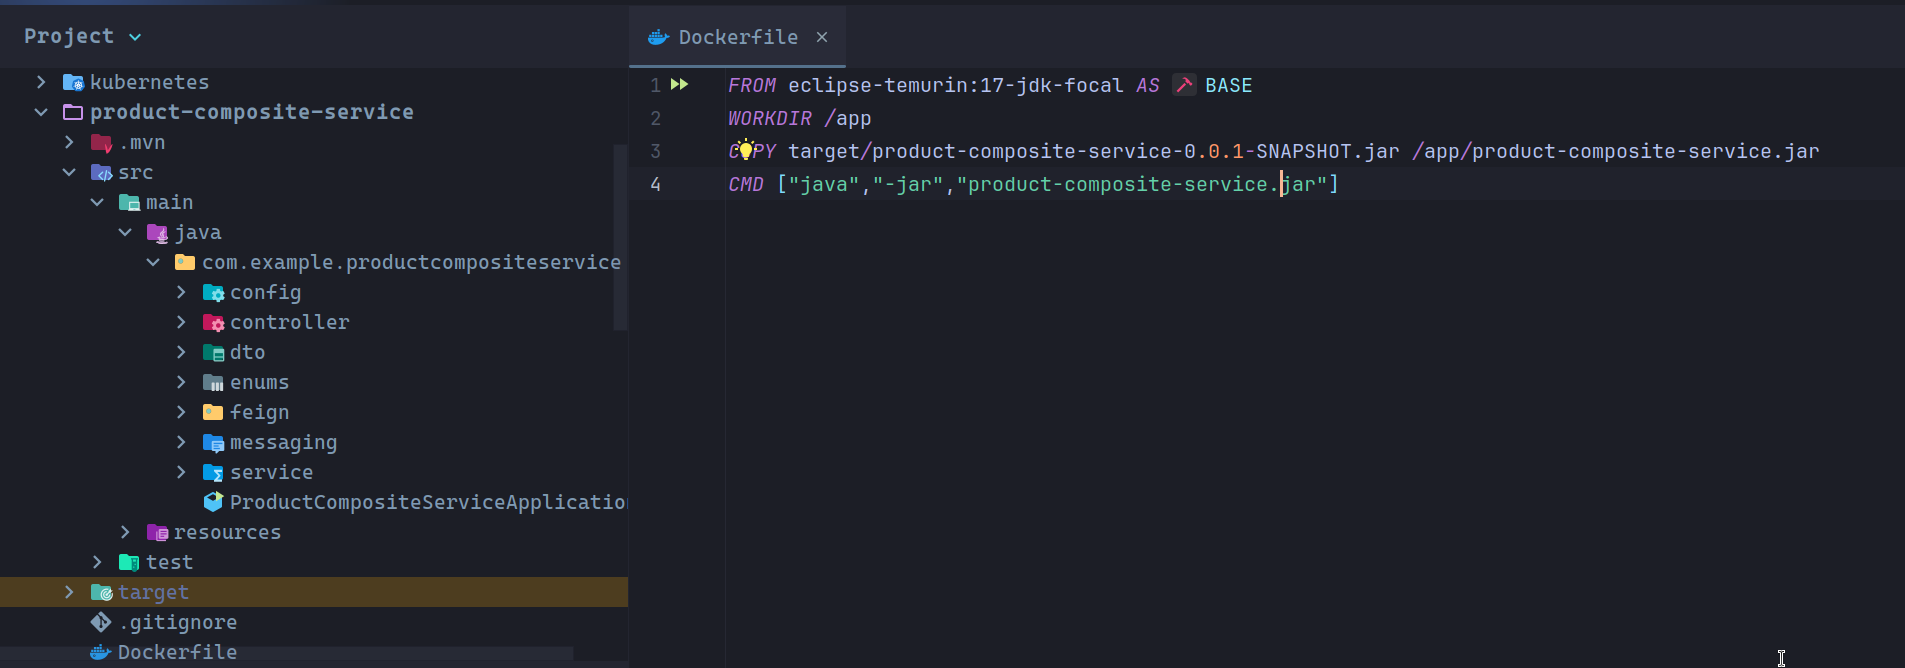 Project
kubernetes
product-composite-service
.mvn
src
main
java
com.example.productcompositeservice
config
controller
dto
enums
feign
messaging
service
ProductCompositeServiceApplicatio
resources
test
target
.gitignore
Dockerfile
Dockerfile
1 FROM eclipse-temurin:17-jdk-focal AS BASE
2 WORKDIR /app
3 COPY target/product-composite-service-0.0.1-SNAPSHOT.jar /app/product-composite-service.jar
4 CMD ["java","-jar","product-composite-service.jar"]